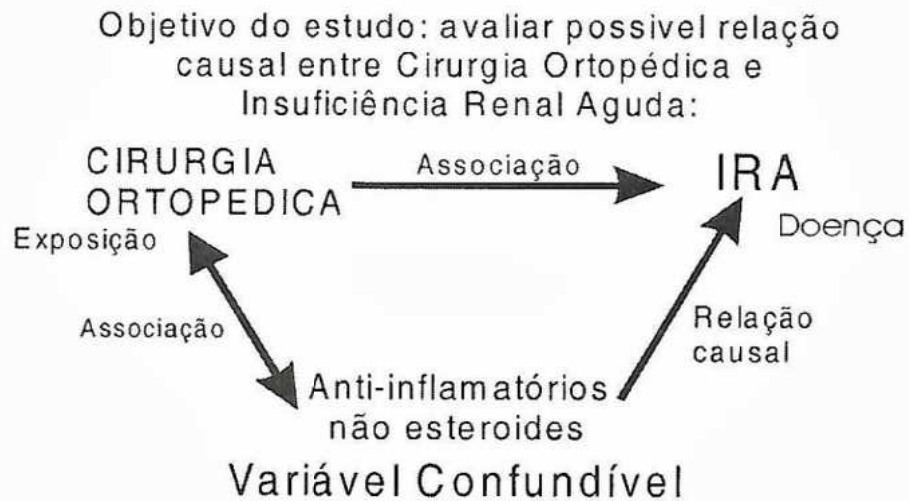 Objetivo do estudo: avaliar possivel relação
causal entre Cirurgia Ortopédica e
Insuficiência Renal Aguda:
CIRURGIA
ORTOPEDICA
Exposição
Associação
IRA
Doença
Associação
Relação
causal
Anti-inflamatórios
não esteroides
Variável Confundível